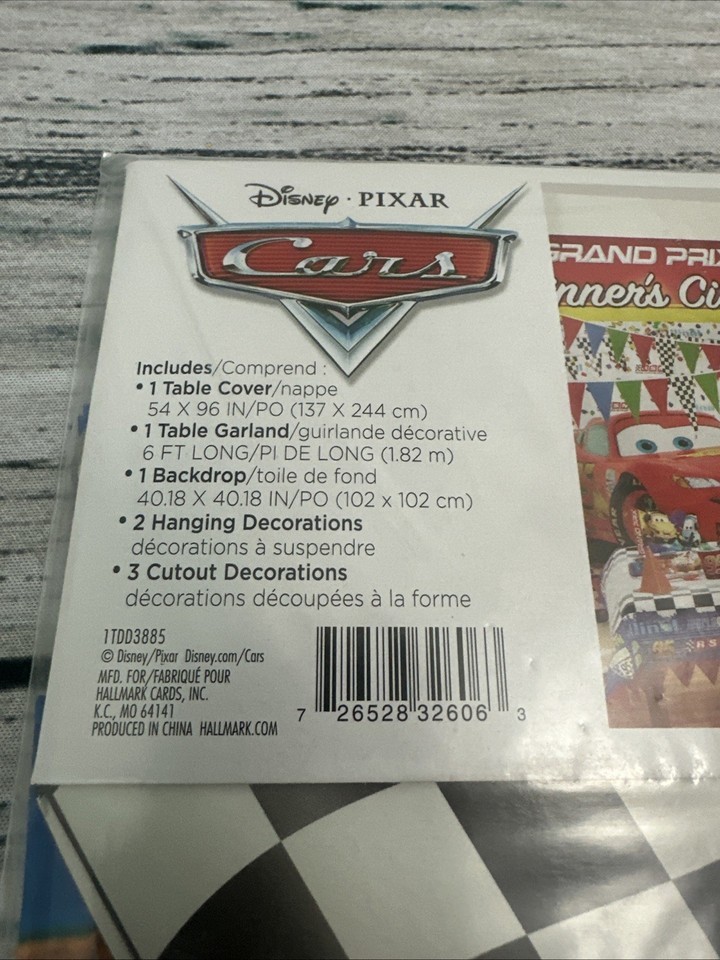 Disney · PIXAR
Cars
Includes/Comprend :
• 1 Table Cover/nappe
54 X 96 IN/PO (137 X 244 cm)
• 1 Table Garland/guirlande décorative
6 FT LONG/PI DE LONG (1.82 m)
• 1 Backdrop/toile de fond
40.18 X 40.18 IN/PO (102 x 102 cm)
• 2 Hanging Decorations
décorations à suspendre
• 3 Cutout Decorations
décorations découpées à la forme
1TDD3885
© Disney/Pixar Disney.com/Cars
MFD. FOR/FABRIQUÉ POUR
HALLMARK CARDS, INC.
K.C., MO 64141
PRODUCED IN CHINA HALLMARK.COM
7 26528 32606 3
GRAND PRIX
nner's Ci